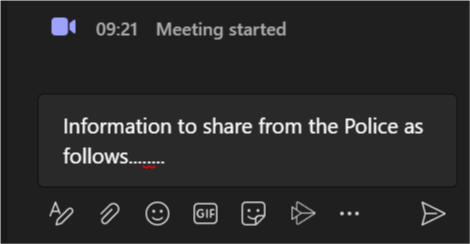 09:21 Meeting started
Information to share from the Police as
follows........
GIF